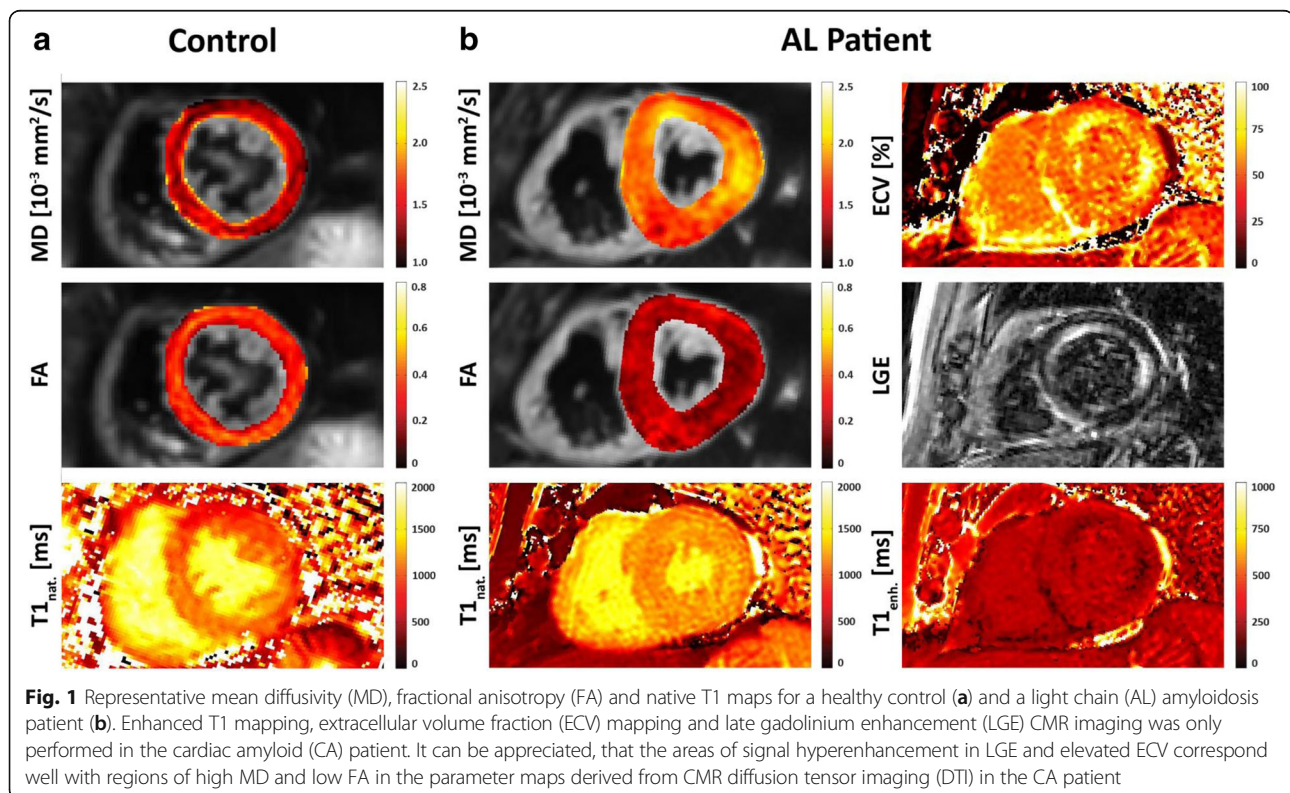 a Control
b AL Patient
MD [10⁻³ mm²/s]
2.5
2.0
1.5
1.0
MD [10⁻³ mm²/s]
2.5
2.0
1.5
1.0
ECV [%]
100
75
50
25
0
FA
0.8
0.6
0.4
0.2
0
FA
0.8
0.6
0.4
0.2
0
LGE
T1nat. [ms]
2000
1500
1000
500
0
T1nat. [ms]
2000
1500
1000
500
0
T1enh. [ms]
1000
750
500
250
0
Fig. 1 Representative mean diffusivity (MD), fractional anisotropy (FA) and native T1 maps for a healthy control (a) and a light chain (AL) amyloidosis
patient (b). Enhanced T1 mapping, extracellular volume fraction (ECV) mapping and late gadolinium enhancement (LGE) CMR imaging was only
performed in the cardiac amyloid (CA) patient. It can be appreciated, that the areas of signal hyperenhancement in LGE and elevated ECV correspond
well with regions of high MD and low FA in the parameter maps derived from CMR diffusion tensor imaging (DTI) in the CA patient